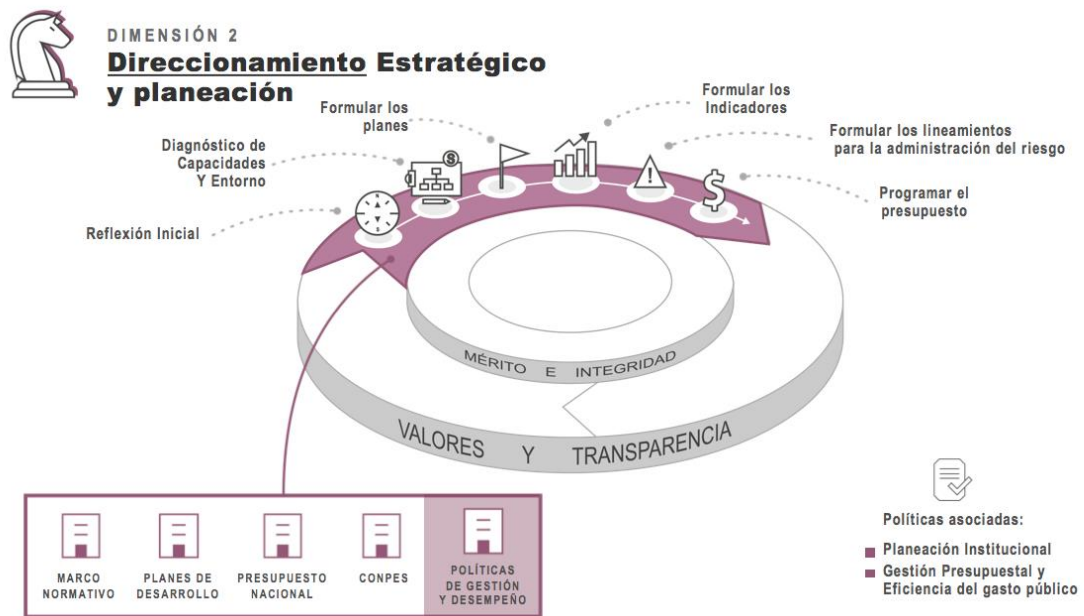 DIMENSIÓN 2
Direccionamiento Estratégico
y planeación
Reflexión Inicial
Diagnóstico de
Capacidades
Y Entorno
Formular los
planes
Formular los
Indicadores
Formular los lineamientos
para la administración del riesgo
Programar el
presupuesto
MÉRITO E INTEGRIDAD
VALORES Y TRANSPARENCIA
MARCO
NORMATIVO
PLANES DE
DESARROLLO
PRESUPUESTO
NACIONAL
CONPES
POLÍTICAS
DE GESTIÓN
Y DESEMPEÑO
Políticas asociadas:
Planeación Institucional
Gestión Presupuestal y
Eficiencia del gasto público